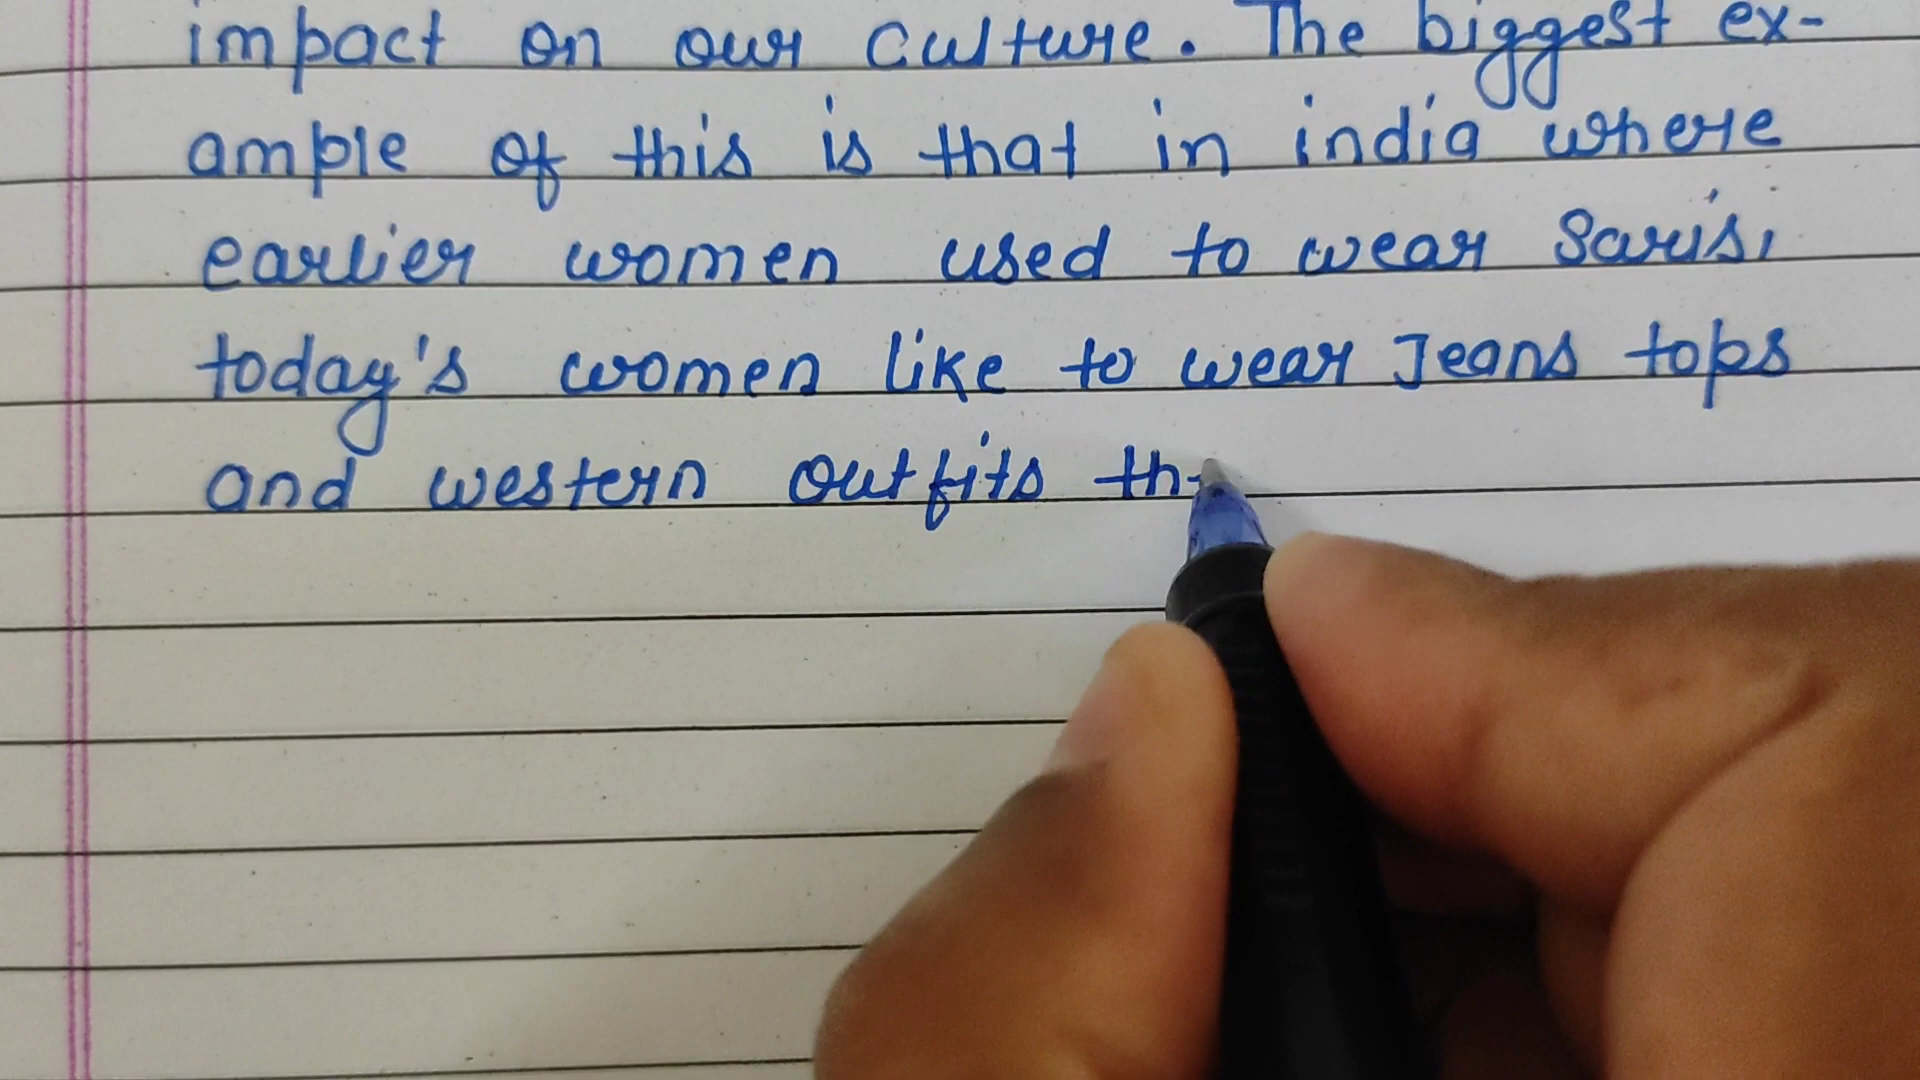 impact on our culture. The biggest ex-
ample of this is that in india where
earlier women used to wear Saris,
today's women like to wear Jeans tops
and western outfits